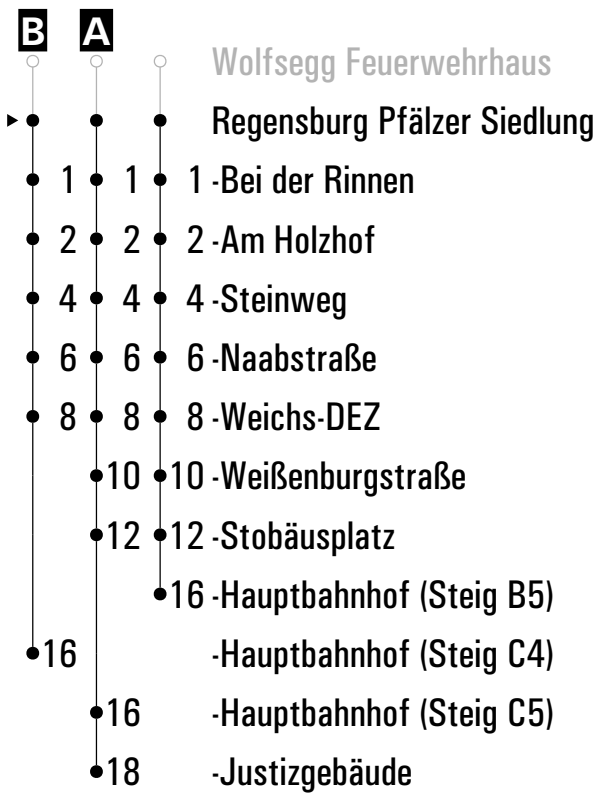 B A
Wolfsegg Feuerwehrhaus
Regensburg Pfälzer Siedlung
1 1 1 -Bei der Rinnen
2 2 2 -Am Holzhof
4 4 4 -Steinweg
6 6 6 -Naabstraße
8 8 8 -Weichs-DEZ
10 10 -Weißenburgstraße
12 12 -Stobäusplatz
16 -Hauptbahnhof (Steig B5)
16 -Hauptbahnhof (Steig C4)
16 -Hauptbahnhof (Steig C5)
18 -Justizgebäude